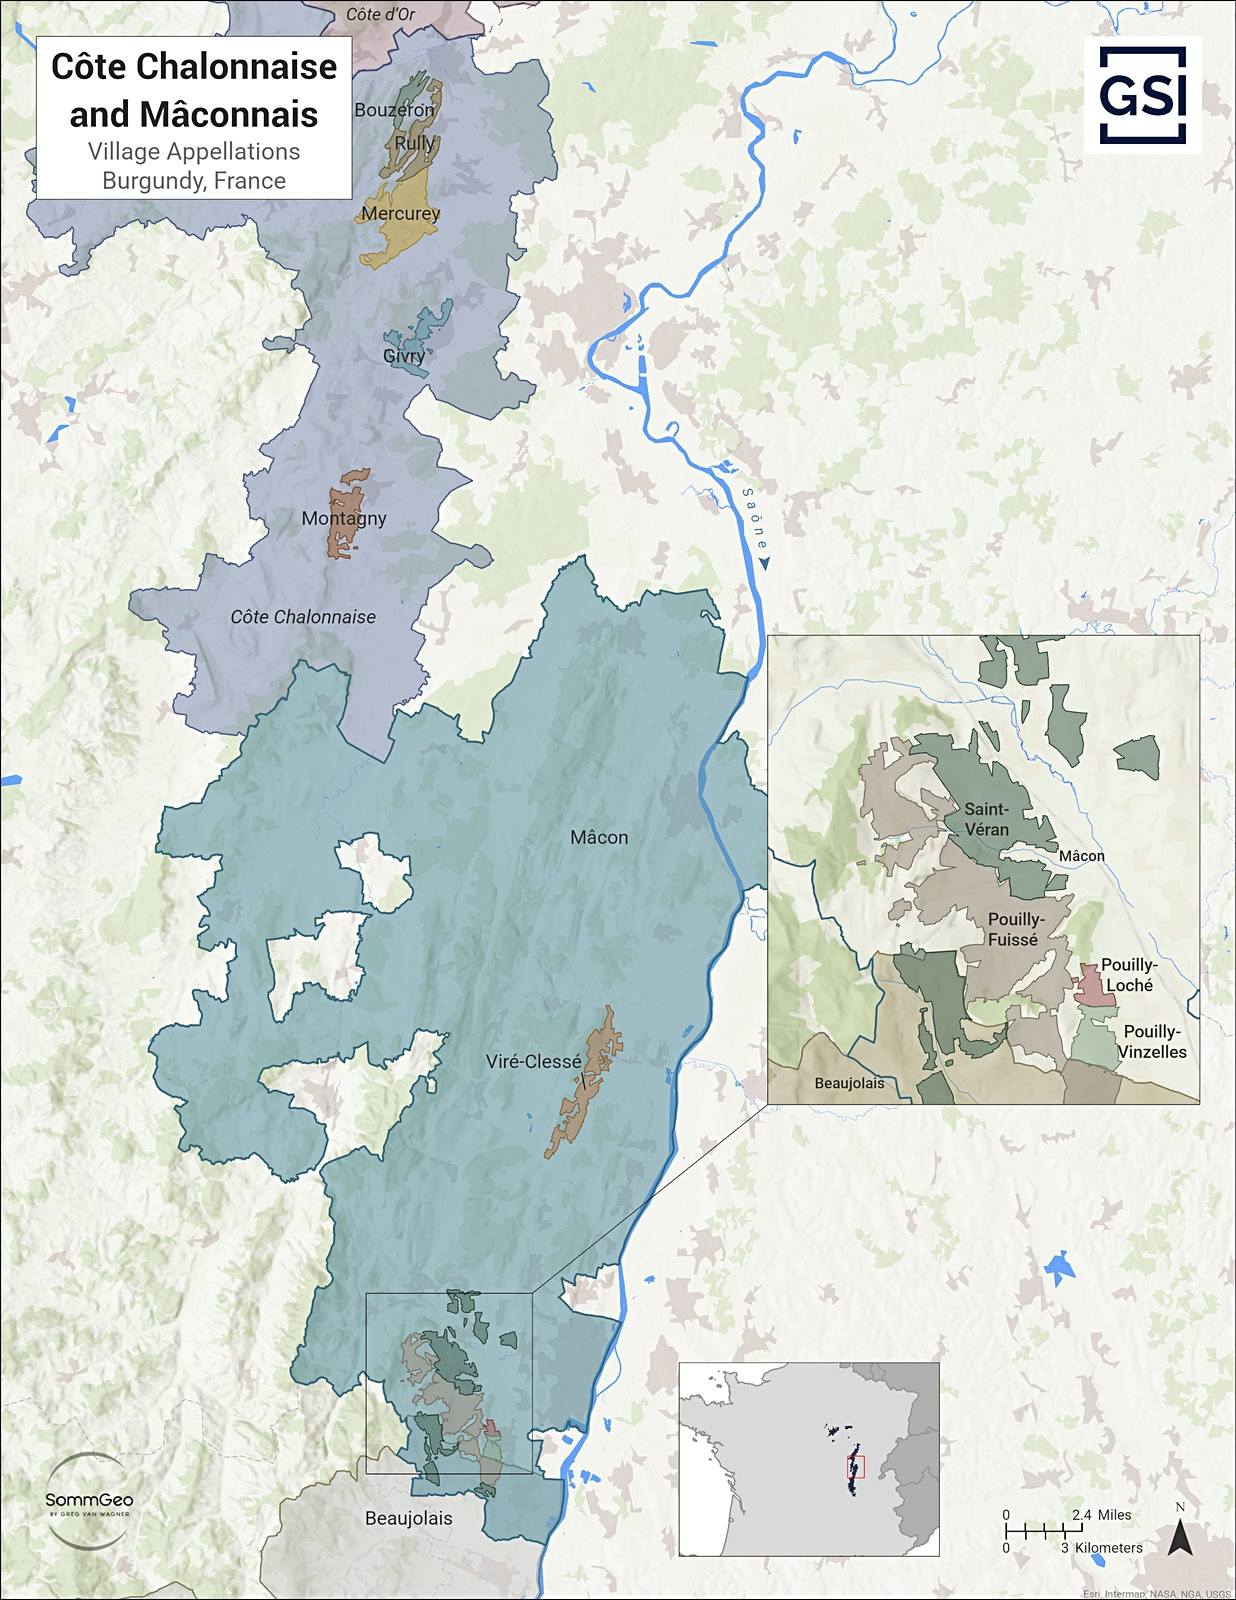 Côte d'Or
Côte Chalonnaise
and Mâconnais
Village Appellations
Burgundy, France
GSI
Bouzeron
Rully
Mercurey
Givry
Montagny
Saône
Côte Chalonnaise
Mâcon
Saint-
Véran
Mâcon
Pouilly-
Fuissé
Pouilly-
Loché
Pouilly-
Vinzelles
Beaujolais
Viré-Clessé
Beaujolais
SommGeo
BY GREG VAN WAGNER
0 2.4 Miles
0 3 Kilometers
N
Esri, Intermap, NASA, NGA, USGS